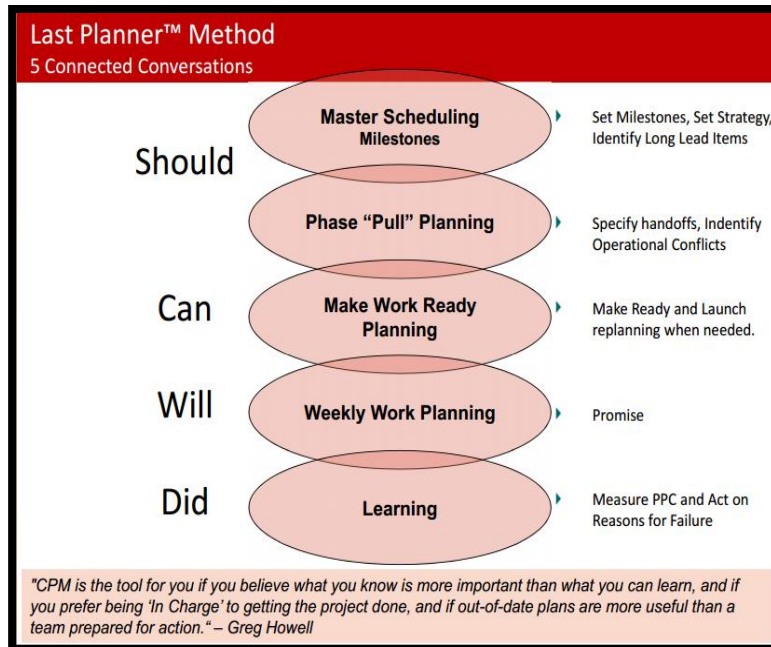 Last Planner™ Method
5 Connected Conversations
Should
Master Scheduling
Milestones
Set Milestones, Set Strategy,
Identify Long Lead Items
Phase “Pull” Planning
Specify handoffs, Indentify
Operational Conflicts
Can
Make Work Ready
Planning
Make Ready and Launch
replanning when needed.
Will
Weekly Work Planning
Promise
Did
Learning
Measure PPC and Act on
Reasons for Failure
"CPM is the tool for you if you believe what you know is more important than what you can learn, and if
you prefer being ‘In Charge’ to getting the project done, and if out-of-date plans are more useful than a
team prepared for action.“ – Greg Howell